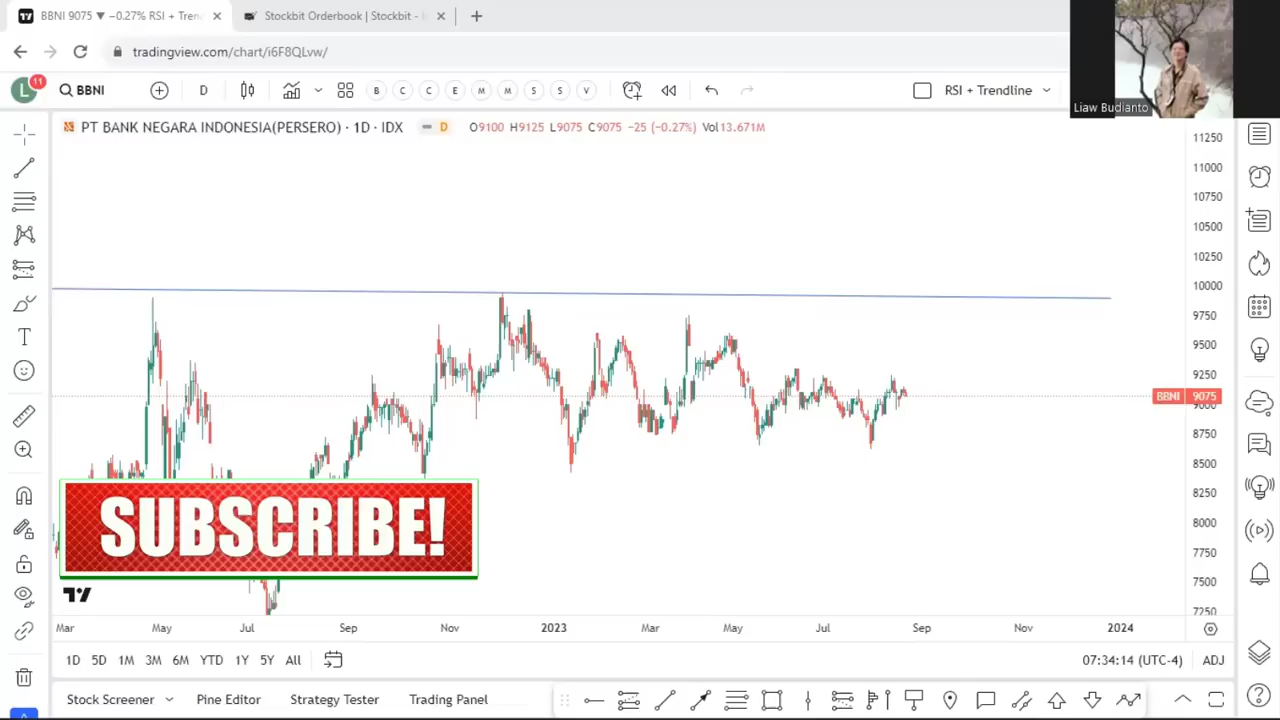 BBNI 9075 ▼ −0.27% RSI + Tren
Stockbit Orderbook | Stockbit -
tradingview.com/chart/i6F8QLvw/
L
11
BBNI
D
B C C E M M S S V
RSI + Trendline
Liaw Budianto
PT BANK NEGARA INDONESIA(PERSERO) · 1D · IDX
D
O9100 H9125 L9075 C9075 −25 (−0.27%) Vol13.671M
11250
11000
10750
10500
10250
10000
9750
9500
9250
BBNI 9075
9000
8750
8500
8250
8000
7750
7500
7250
SUBSCRIBE!
Mar May Jul Sep Nov 2023 Mar May Jul Sep Nov 2024
1D 5D 1M 3M 6M YTD 1Y 5Y All
07:34:14 (UTC-4) ADJ
Stock Screener Pine Editor Strategy Tester Trading Panel